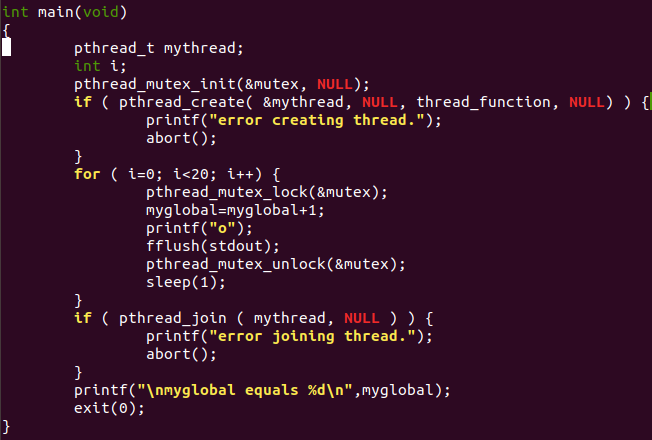 int main(void)
{
        pthread_t mythread;
        int i;
        pthread_mutex_init(&mutex, NULL);
        if ( pthread_create( &mythread, NULL, thread_function, NULL) ) {
                printf("error creating thread.");
                abort();
        }
        for ( i=0; i<20; i++) {
                pthread_mutex_lock(&mutex);
                myglobal=myglobal+1;
                printf("o");
                fflush(stdout);
                pthread_mutex_unlock(&mutex);
                sleep(1);
        }
        if ( pthread_join ( mythread, NULL ) ) {
                printf("error joining thread.");
                abort();
        }
        printf("\nmyglobal equals %d\n",myglobal);
        exit(0);
}